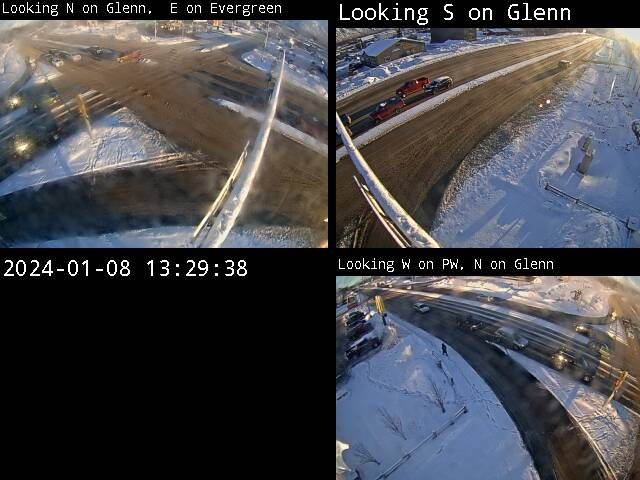 Looking N on Glenn,  E on Evergreen
Looking S on Glenn
2024-01-08 13:29:38
Looking W on PW, N on Glenn